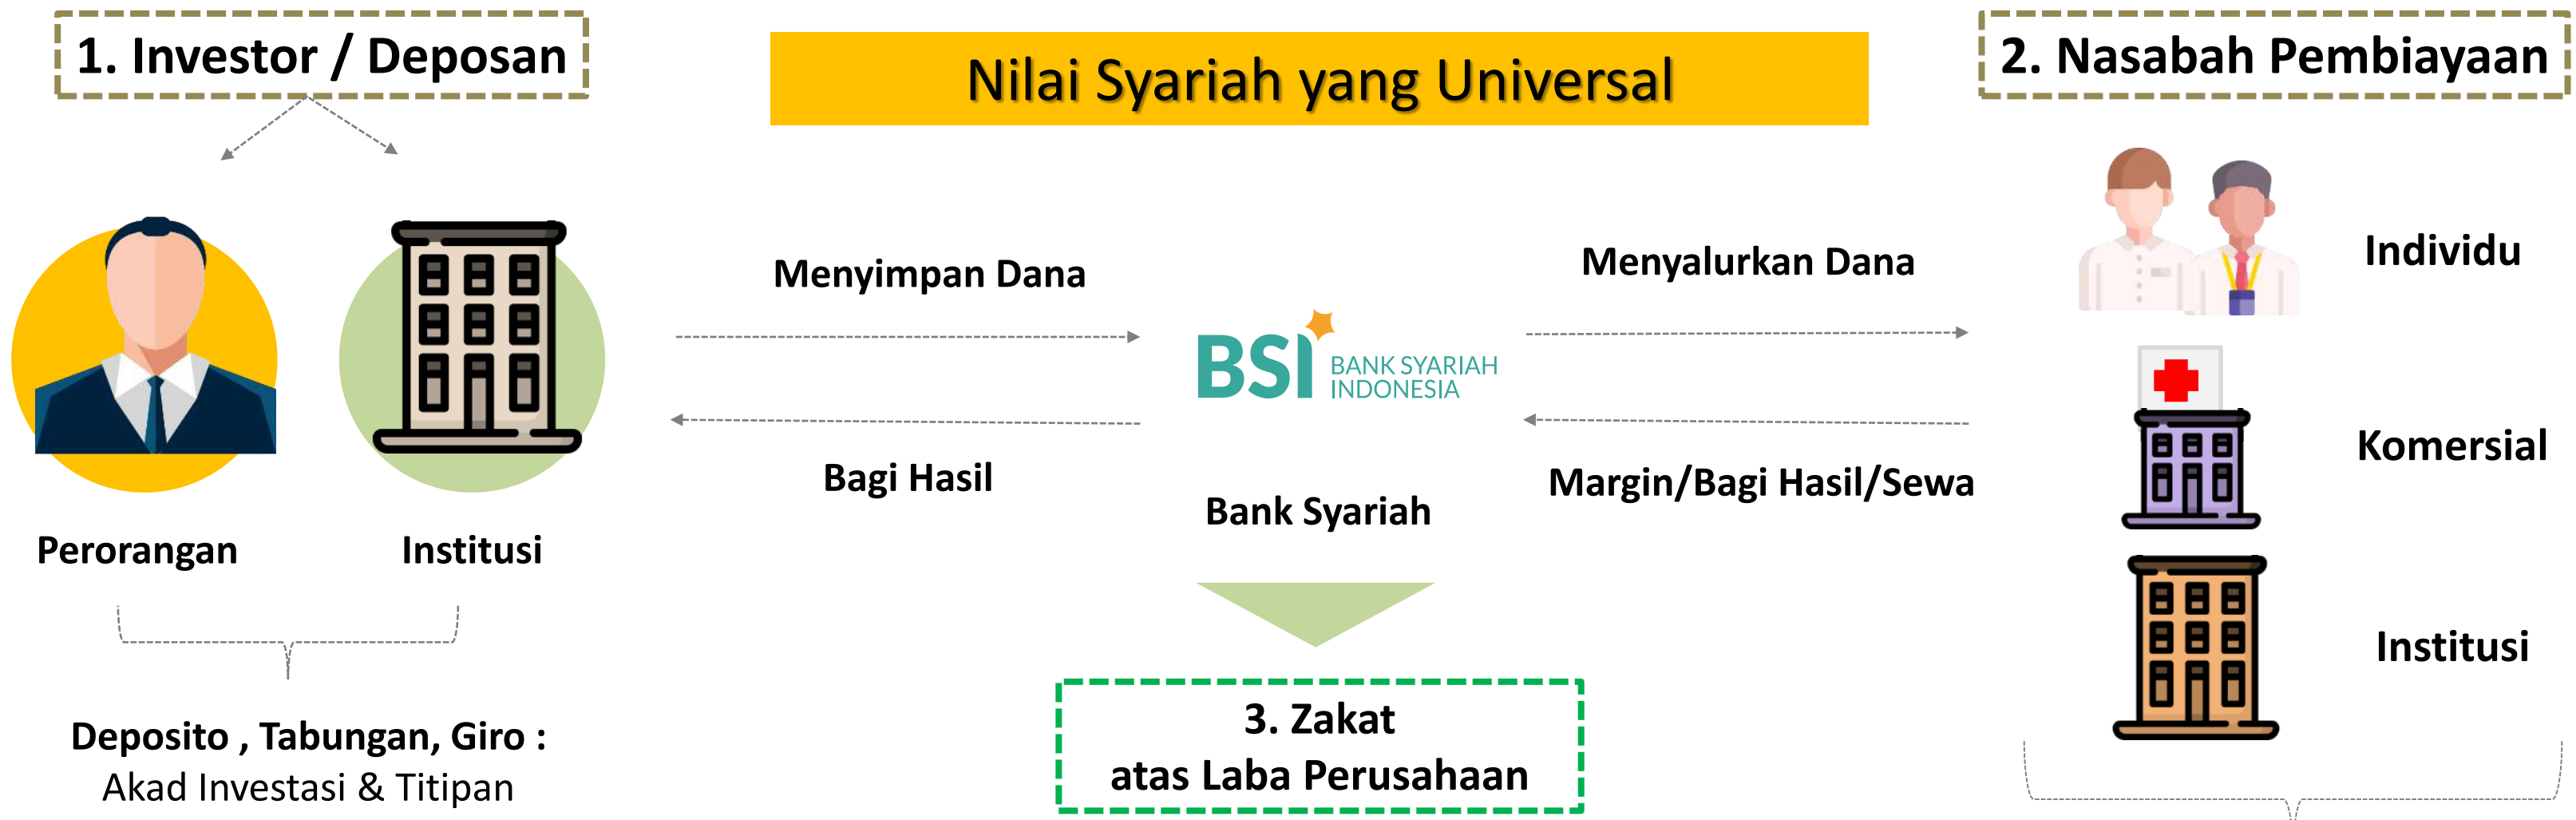 1. Investor / Deposan
Nilai Syariah yang Universal
2. Nasabah Pembiayaan
Perorangan
Institusi
Deposito , Tabungan, Giro :
Akad Investasi & Titipan
Menyimpan Dana
Bagi Hasil
BSI BANK SYARIAH
INDONESIA
Bank Syariah
3. Zakat
atas Laba Perusahaan
Menyalurkan Dana
Margin/Bagi Hasil/Sewa
Individu
Komersial
Institusi